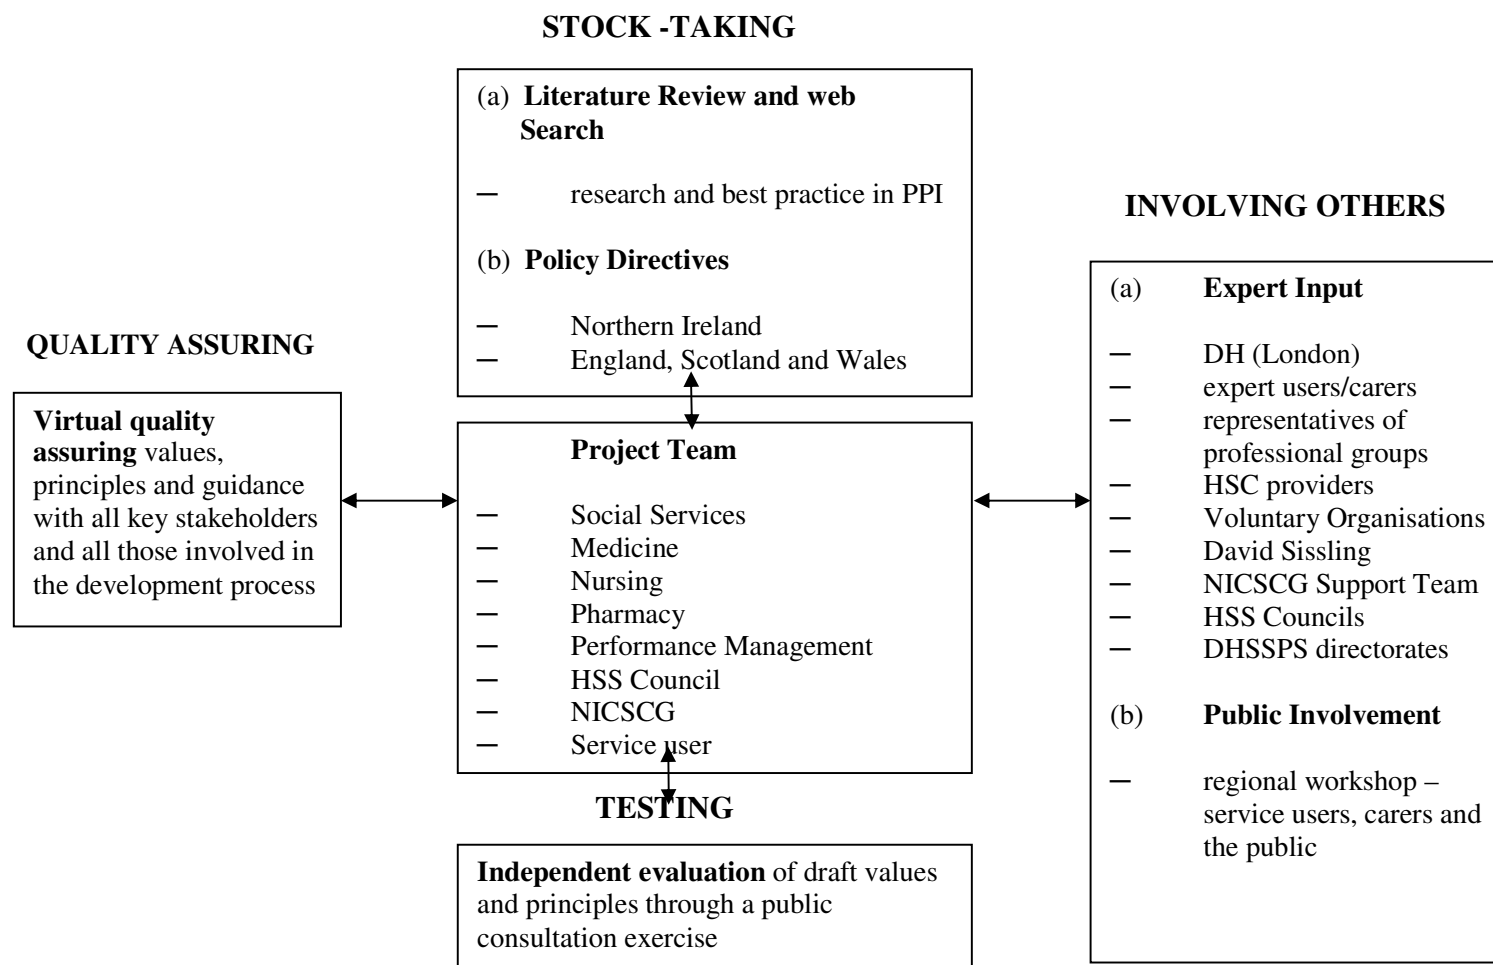 STOCK -TAKING
(a) Literature Review and web
Search
— research and best practice in PPI
(b) Policy Directives
— Northern Ireland
— England, Scotland and Wales
QUALITY ASSURING
Virtual quality
assuring values,
principles and guidance
with all key stakeholders
and all those involved in
the development process
Project Team
— Social Services
— Medicine
— Nursing
— Pharmacy
— Performance Management
— HSS Council
— NICSCG
— Service user
TESTING
Independent evaluation of draft values
and principles through a public
consultation exercise
INVOLVING OTHERS
(a) Expert Input
— DH (London)
— expert users/carers
— representatives of
professional groups
— HSC providers
— Voluntary Organisations
— David Sissling
— NICSCG Support Team
— HSS Councils
— DHSSPS directorates
(b) Public Involvement
— regional workshop –
service users, carers and
the public